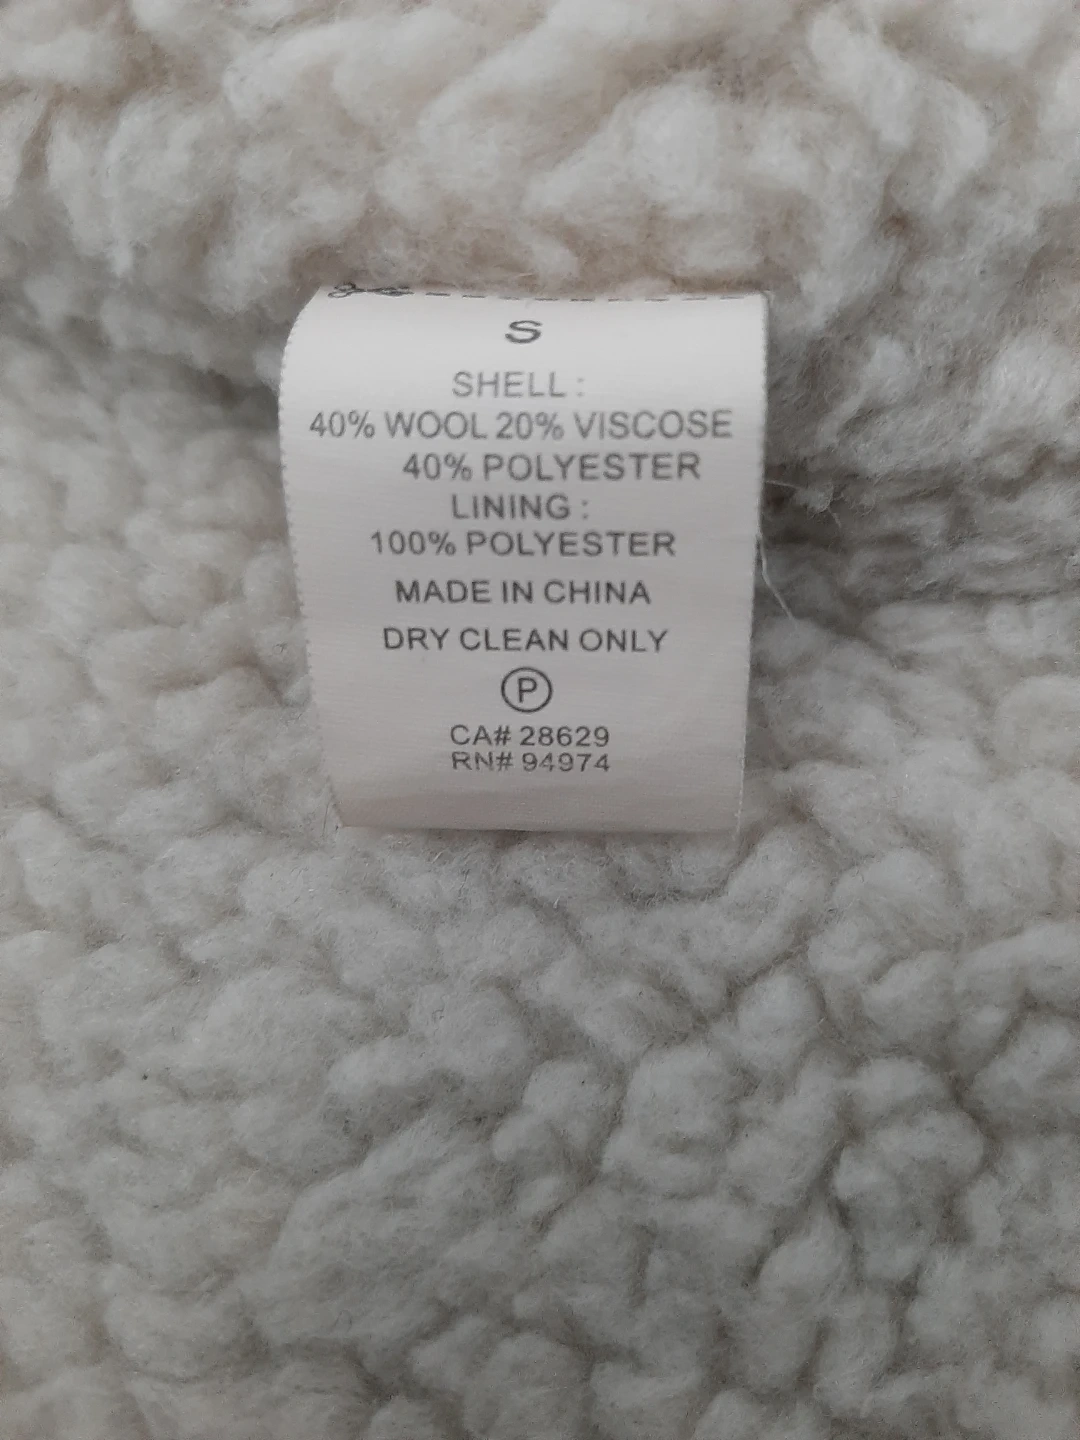 S
SHELL :
40% WOOL 20% VISCOSE
40% POLYESTER
LINING :
100% POLYESTER
MADE IN CHINA
DRY CLEAN ONLY
P
CA# 28629
RN# 94974